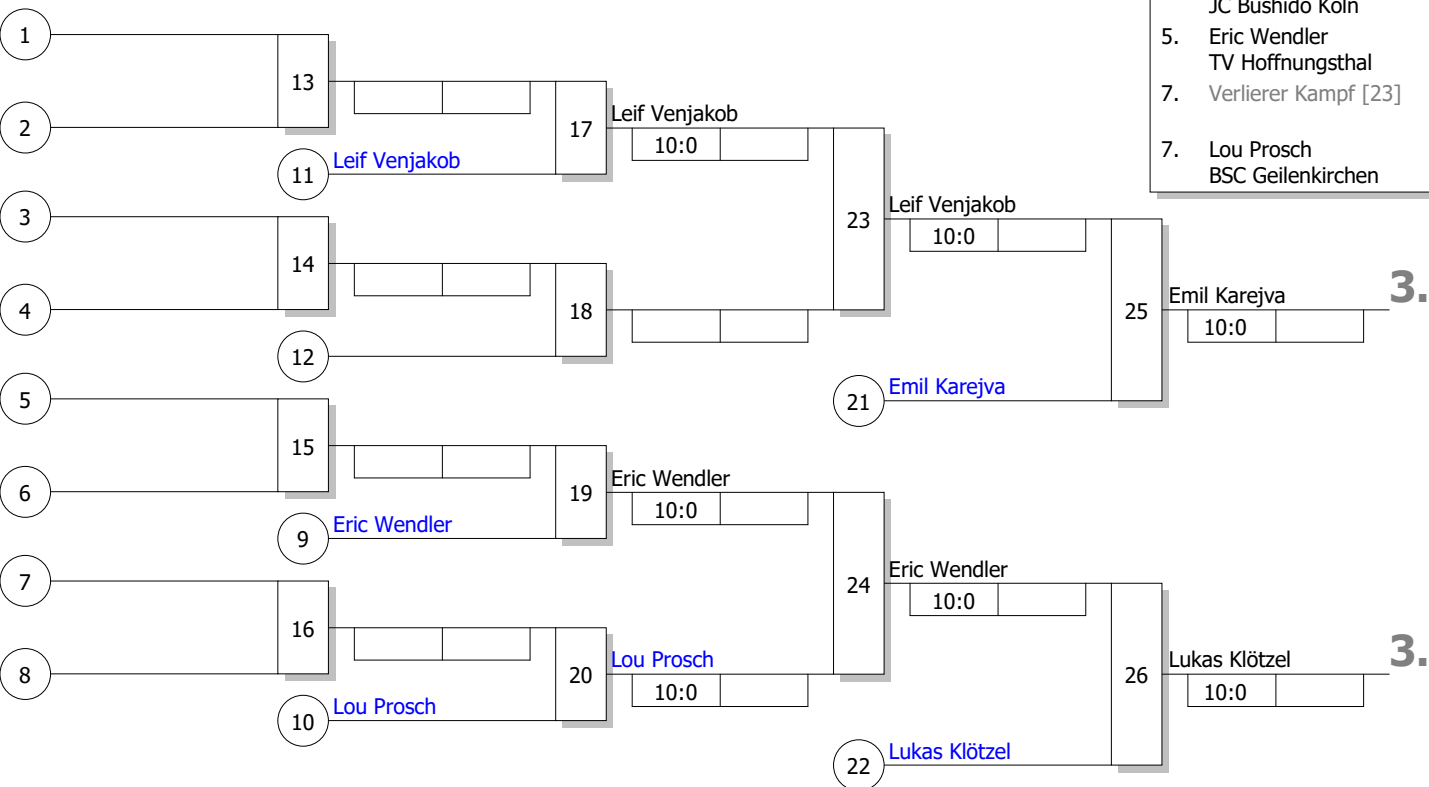 JC Bushido Köln
5. Eric Wendler
TV Hoffnungsthal
7. Verlierer Kampf [23]
7. Lou Prosch
BSC Geilenkirchen
1
13
2
17
Leif Venjakob
10:0
11
Leif Venjakob
3
23
Leif Venjakob
10:0
14
4
18
25
Emil Karejva
3.
10:0
12
5
21
Emil Karejva
15
6
19
Eric Wendler
10:0
9
Eric Wendler
7
24
Eric Wendler
10:0
16
8
20
Lou Prosch
10:0
26
Lukas Klötzel
3.
10:0
10
Lou Prosch
22
Lukas Klötzel